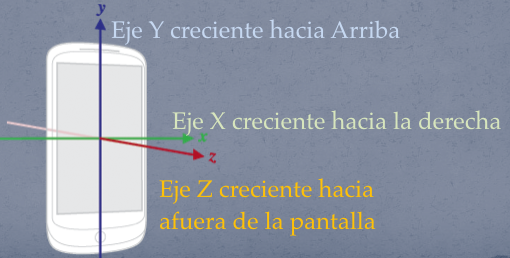 y
Eje Y creciente hacia Arriba
Eje X creciente hacia la derecha
x
z
Eje Z creciente hacia
afuera de la pantalla